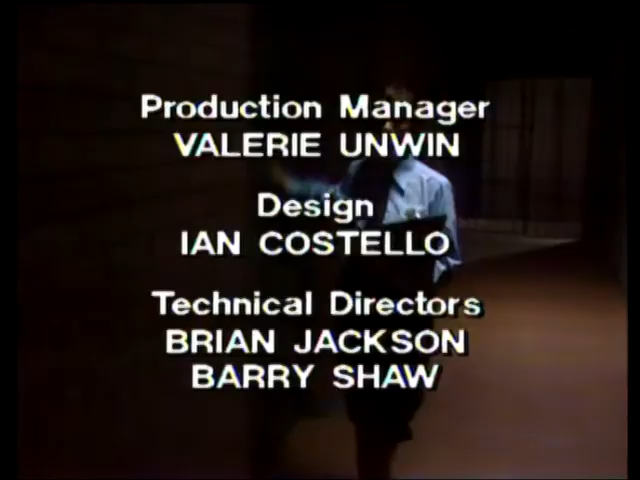 Production Manager
VALERIE UNWIN
Design
IAN COSTELLO
Technical Directors
BRIAN JACKSON
BARRY SHAW